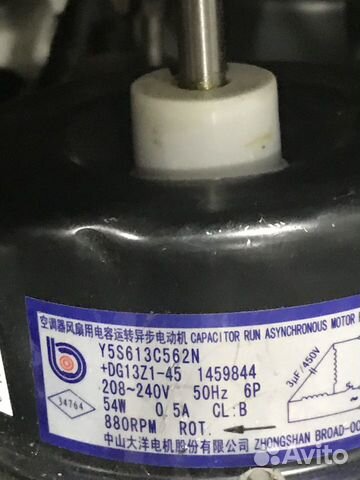 空调器风扇用电容运转异步电动机 CAPACITOR RUN ASYNCHRONOUS MOTOR
Y5S613C562N
+DG13Z1-45 1459844
208~240V 50Hz 6P
54W 0.5A CL:B
880RPM ROT.
中山大洋电机股份有限公司 ZHONGSHAN BROAD-OC
34764
3μF/450V
Avito